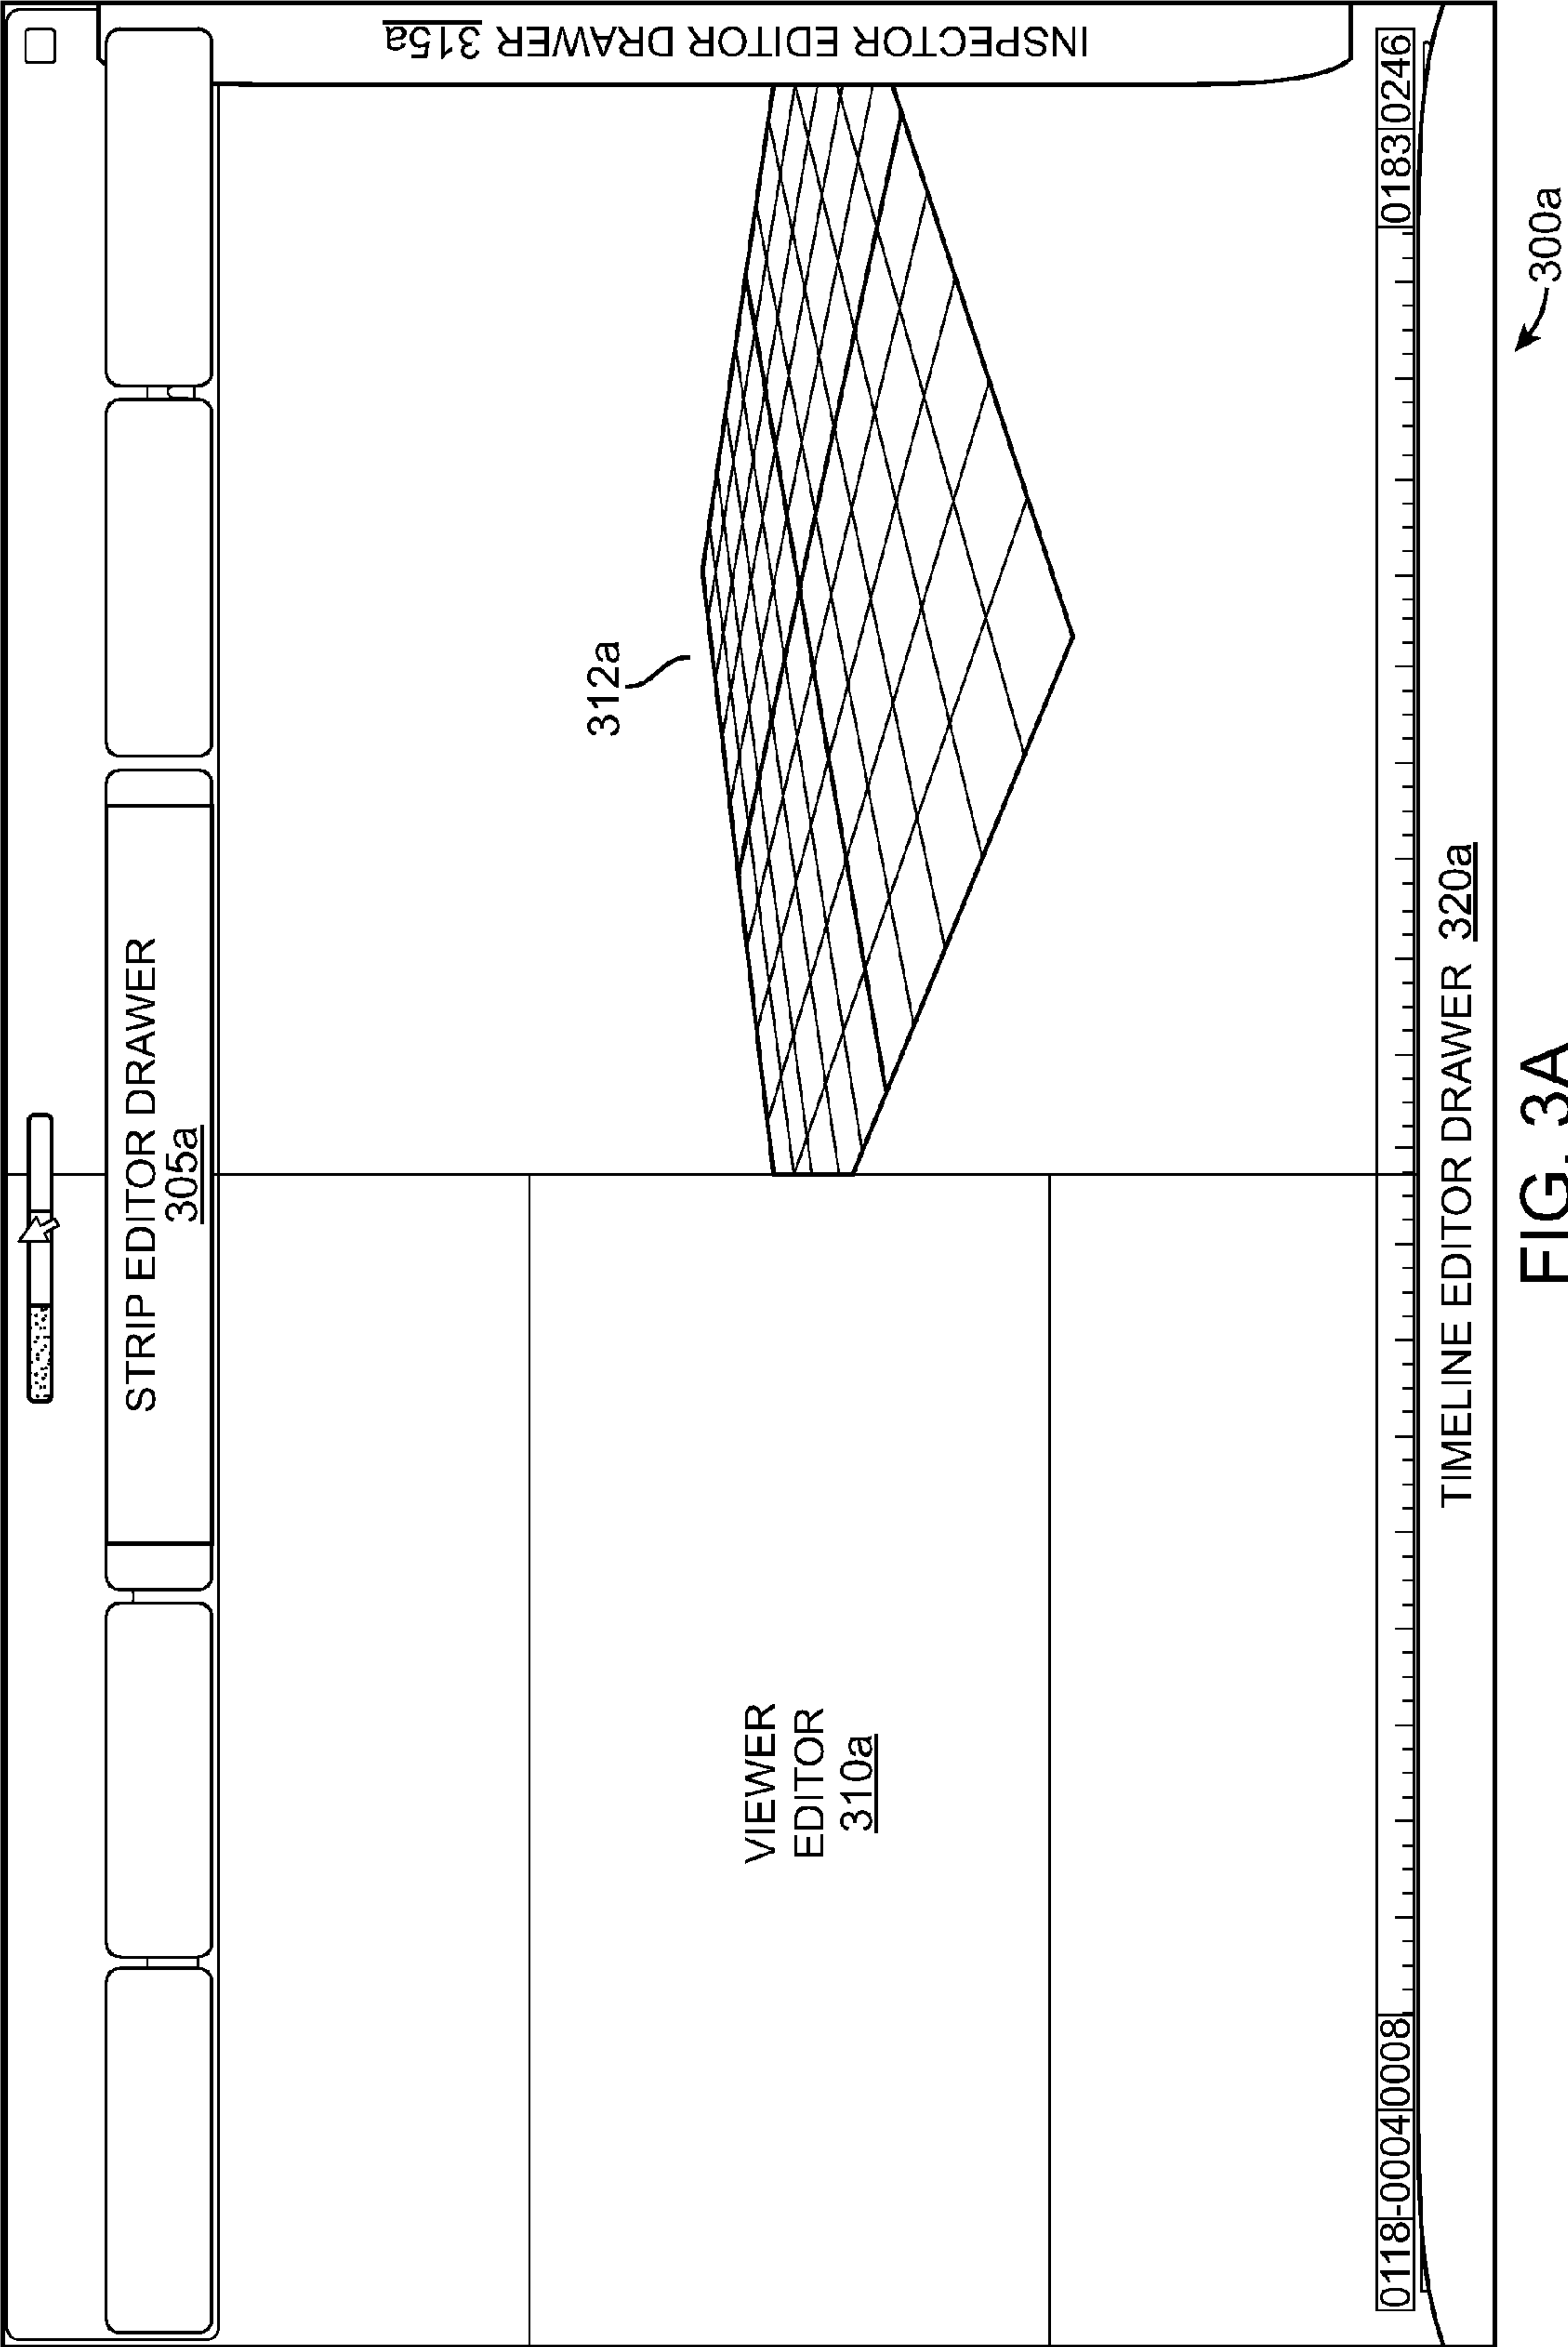 STRIP EDITOR DRAWER
305a
312a
VIEWER
EDITOR
310a
INSPECTOR EDITOR DRAWER 315a
0118 -0004 0008 0183 0246
TIMELINE EDITOR DRAWER 320a
300a
FIG. 3A